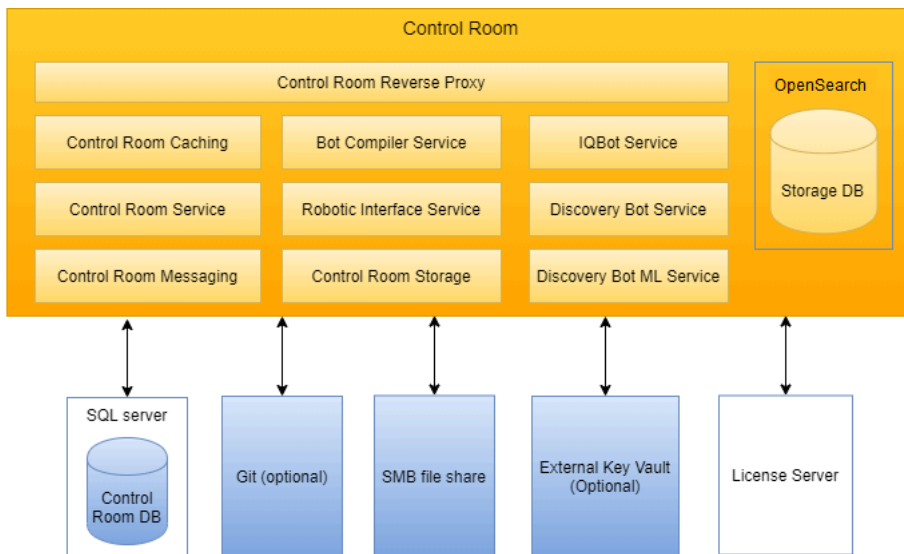 Control Room
Control Room Reverse Proxy
OpenSearch
Storage DB
Control Room Caching
Bot Compiler Service
IQBot Service
Control Room Service
Robotic Interface Service
Discovery Bot Service
Control Room Messaging
Control Room Storage
Discovery Bot ML Service
SQL server
Control
Room DB
Git (optional)
SMB file share
External Key Vault
(Optional)
License Server